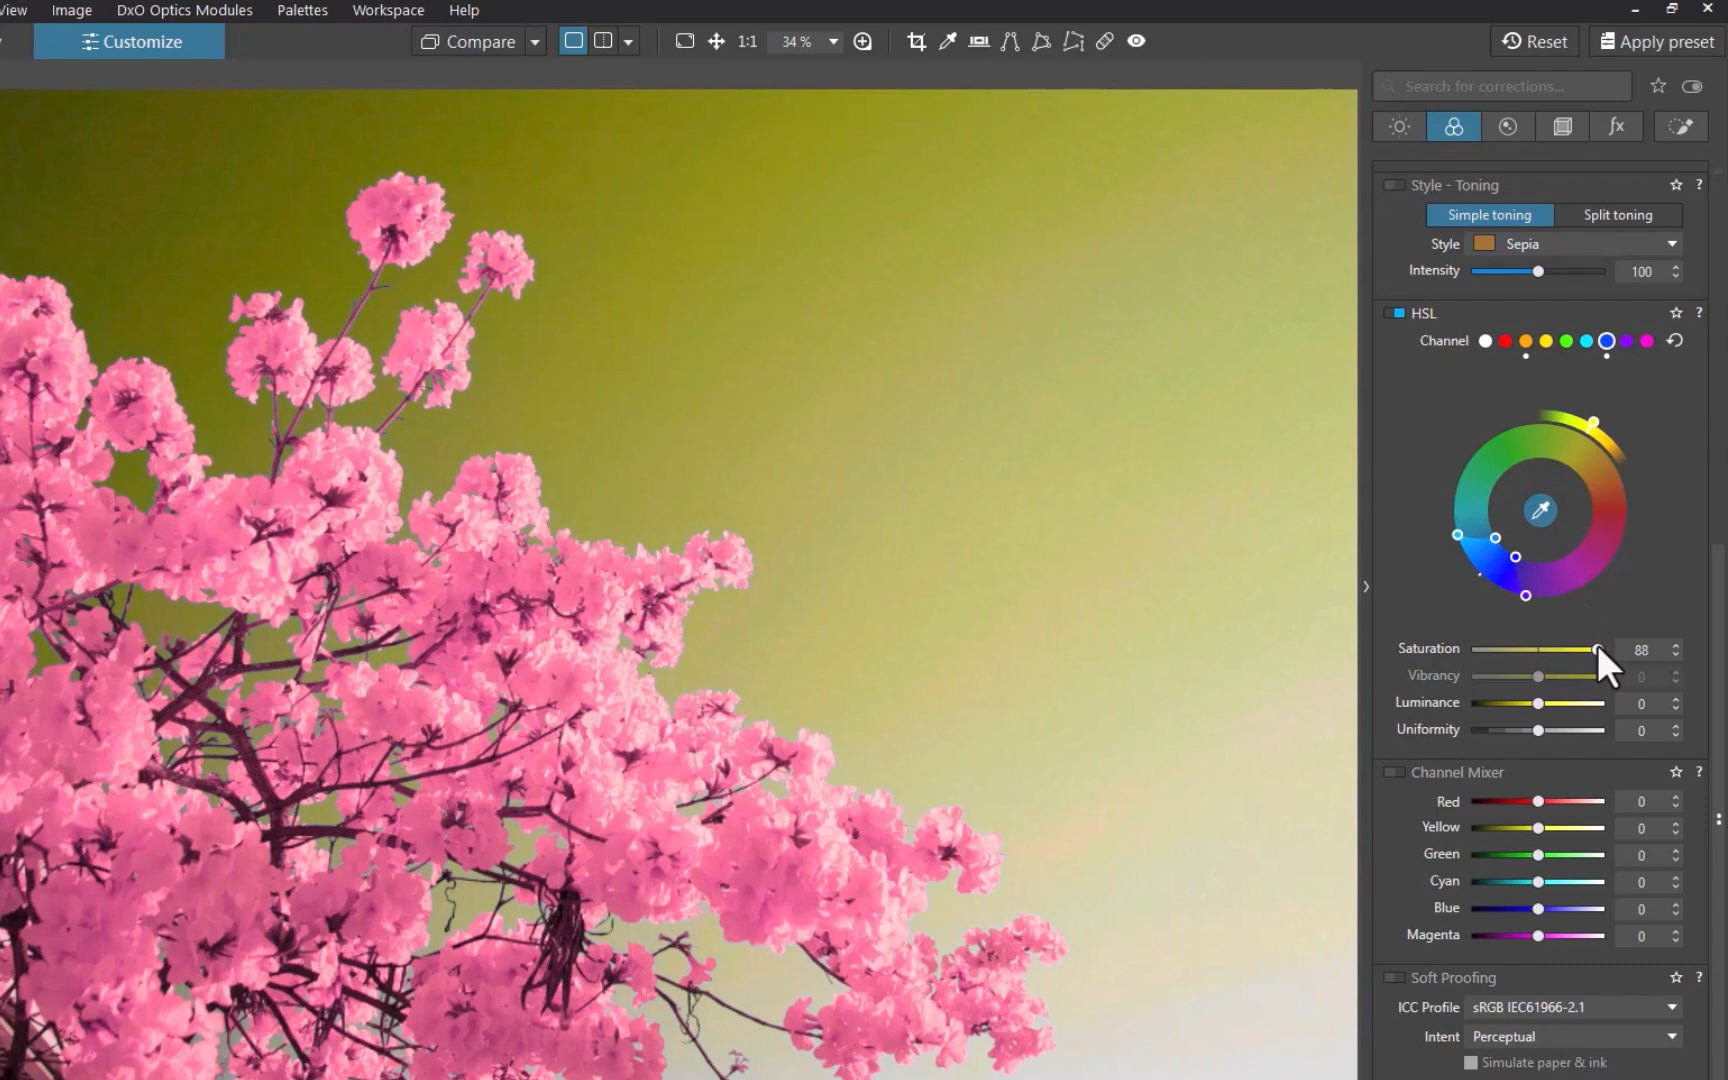 View Image DxO Optics Modules Palettes Workspace Help
Customize Compare 1:1 34 % Reset Apply preset
Search for corrections...
fx
Style - Toning ?
Simple toning Split toning
Style Sepia
Intensity 100
HSL ?
Channel
Saturation 88
Vibrancy 0
Luminance 0
Uniformity 0
Channel Mixer ?
Red 0
Yellow 0
Green 0
Cyan 0
Blue 0
Magenta 0
Soft Proofing ?
ICC Profile sRGB IEC61966-2.1
Intent Perceptual
Simulate paper & ink